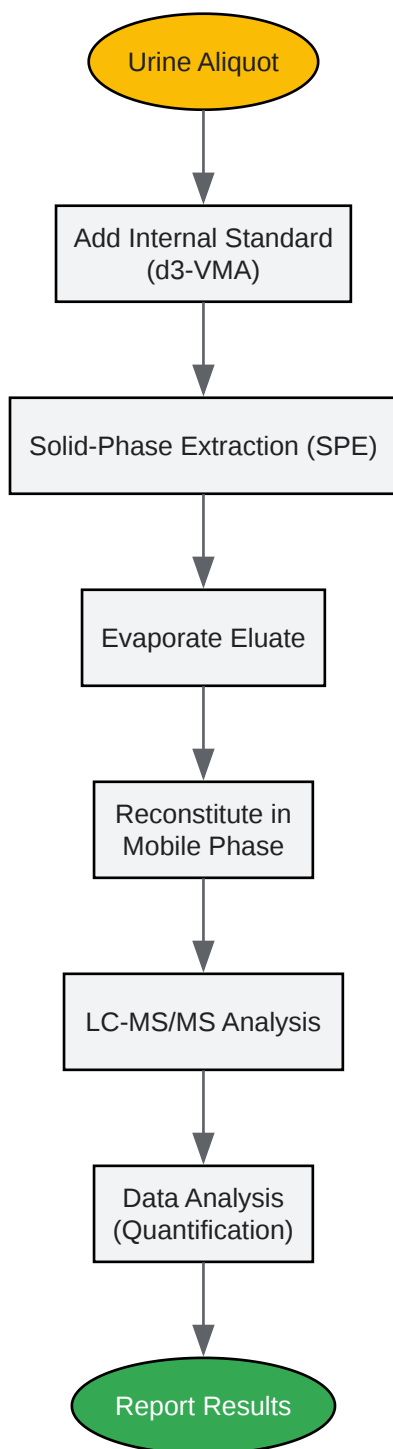 Urine Aliquot
Add Internal Standard
(d3-VMA)
Solid-Phase Extraction (SPE)
Evaporate Eluate
Reconstitute in
Mobile Phase
LC-MS/MS Analysis
Data Analysis
(Quantification)
Report Results